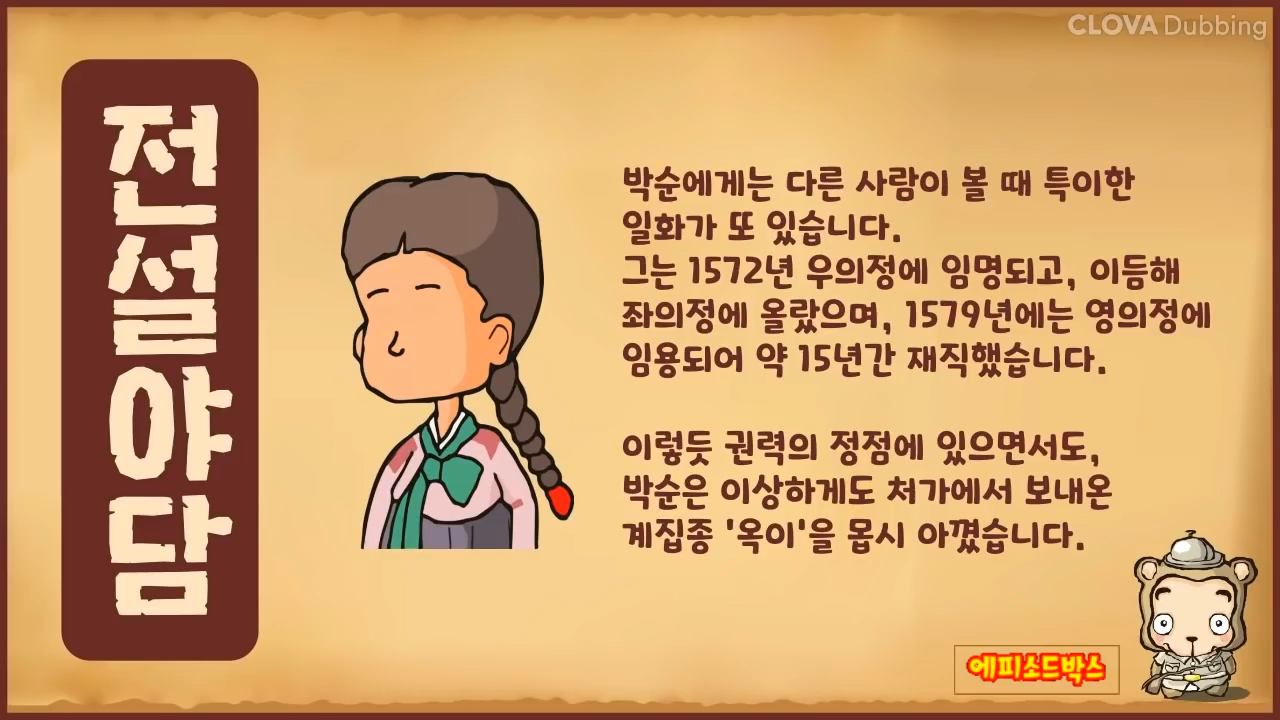 CLOVA Dubbing
전설야담
박순에게는 다른 사람이 볼 때 특이한
일화가 또 있습니다.
그는 1572년 우의정에 임명되고, 이듬해
좌의정에 올랐으며, 1579년에는 영의정에
임용되어 약 15년간 재직했습니다.
이렇듯 권력의 정점에 있으면서도,
박순은 이상하게도 처가에서 보내온
계집종 '옥이'을 몹시 아꼈습니다.
에피소드박스